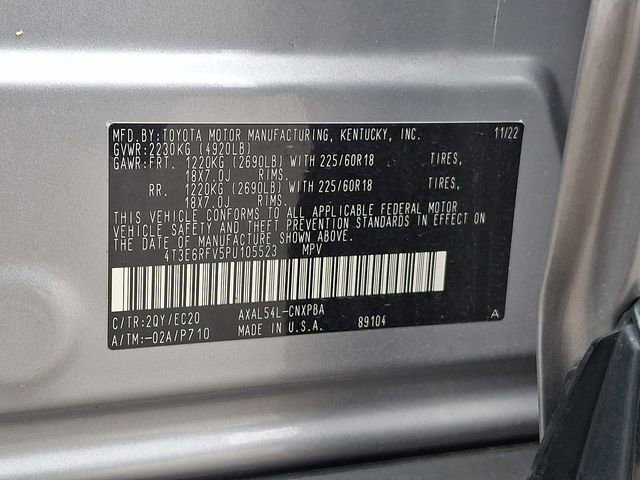 MFD.BY:TOYOTA MOTOR MANUFACTURING, KENTUCKY, INC. 11/22
GVWR:2230KG (4920LB)
GAWR:FRT. 1220KG (2690LB) WITH 225/60R18 TIRES,
18X7.0J RIMS.
RR. 1220KG (2690LB) WITH 225/60R18 TIRES,
18X7.0J RIMS.
THIS VEHICLE CONFORMS TO ALL APPLICABLE FEDERAL MOTOR
VEHICLE SAFETY AND THEFT PREVENTION STANDARDS IN EFFECT ON
THE DATE OF MANUFACTURE SHOWN ABOVE.
4T3E6RFV5PU105523 MPV
C/TR:2QY/EC20 AXAL54L-CNXPBA
A/TM:-02A/P710 MADE IN U.S.A. 89104 A